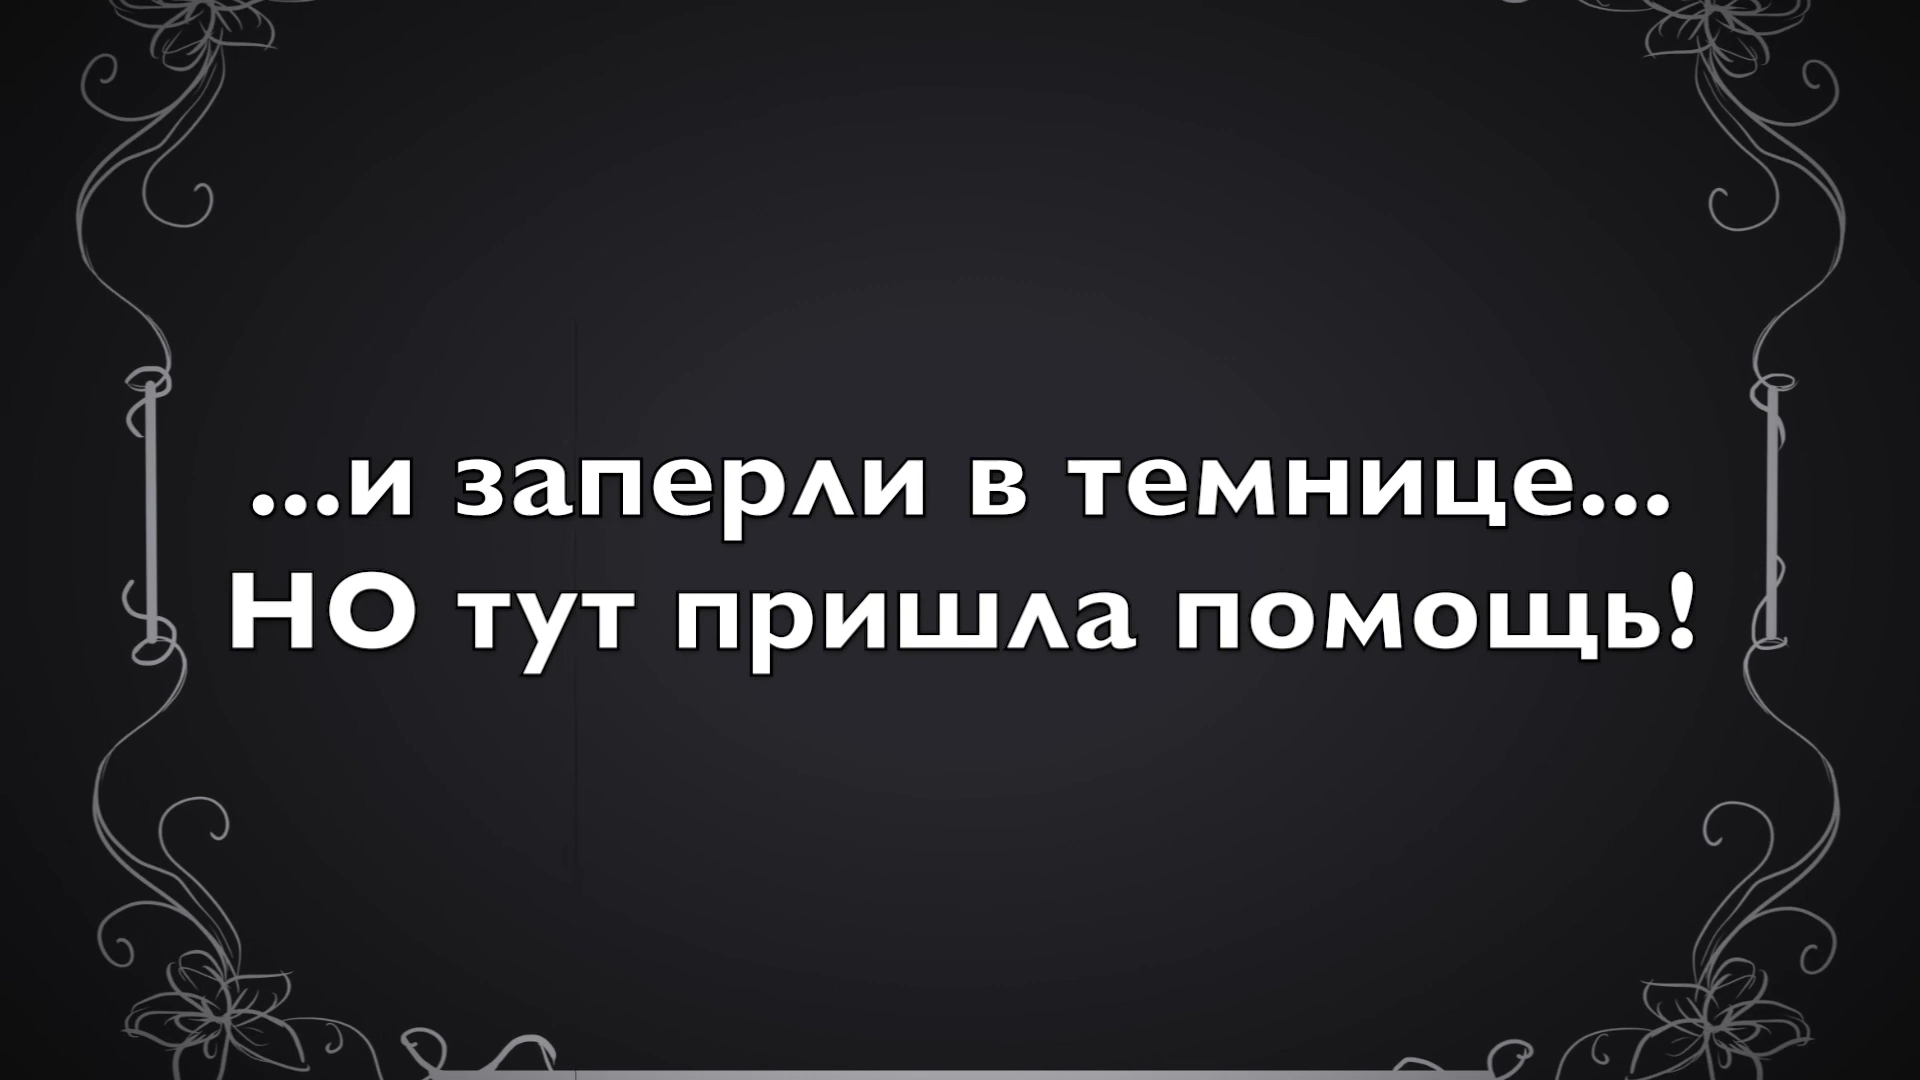 ...и заперли в темнице...
НО тут пришла помощь!